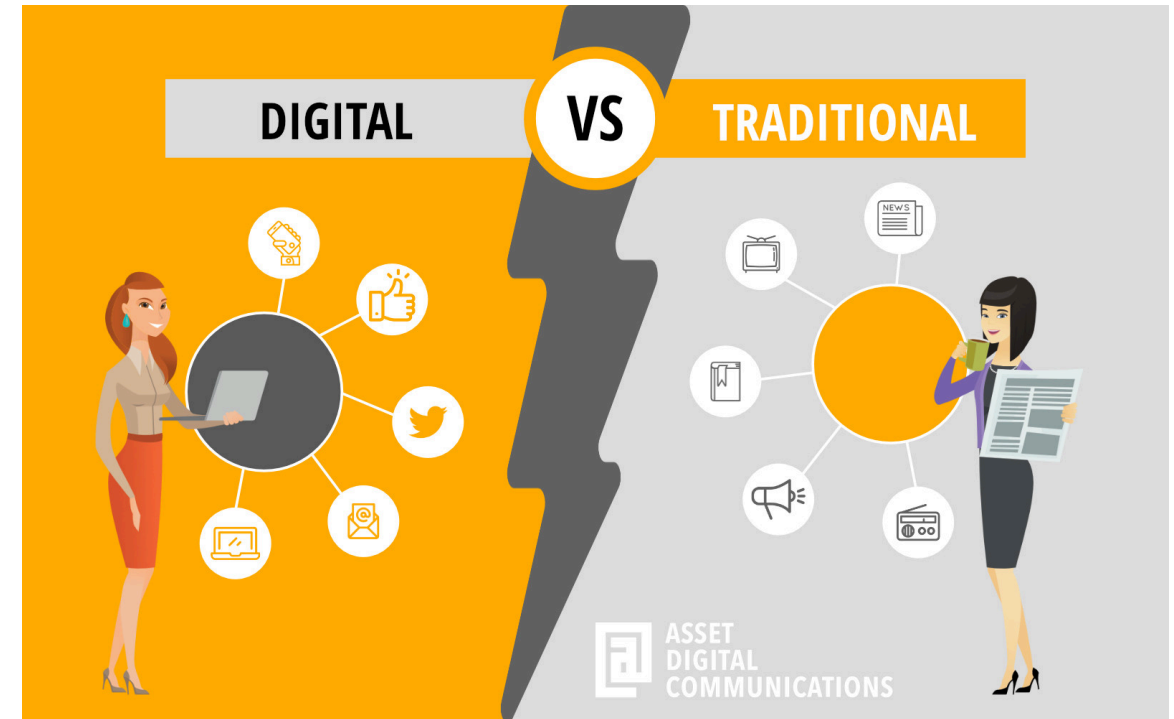 DIGITAL
VS
TRADITIONAL
NEWS
@
ASSET
DIGITAL
COMMUNICATIONS